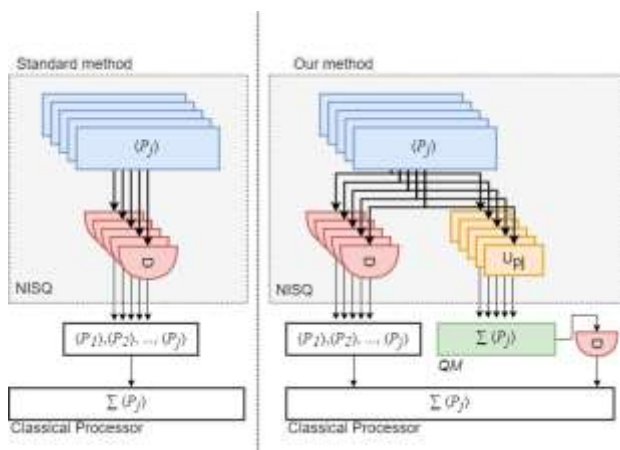 Standard method
⟨P_j⟩
NISQ
⟨P_1⟩,⟨P_2⟩, ..., ⟨P_j⟩
∑ ⟨P_j⟩
Classical Processor
Our method
⟨P_j⟩
U_pj
NISQ
⟨P_1⟩,⟨P_2⟩, ..., ⟨P_j⟩
∑ ⟨P_j⟩
QM
∑ ⟨P_j⟩
Classical Processor